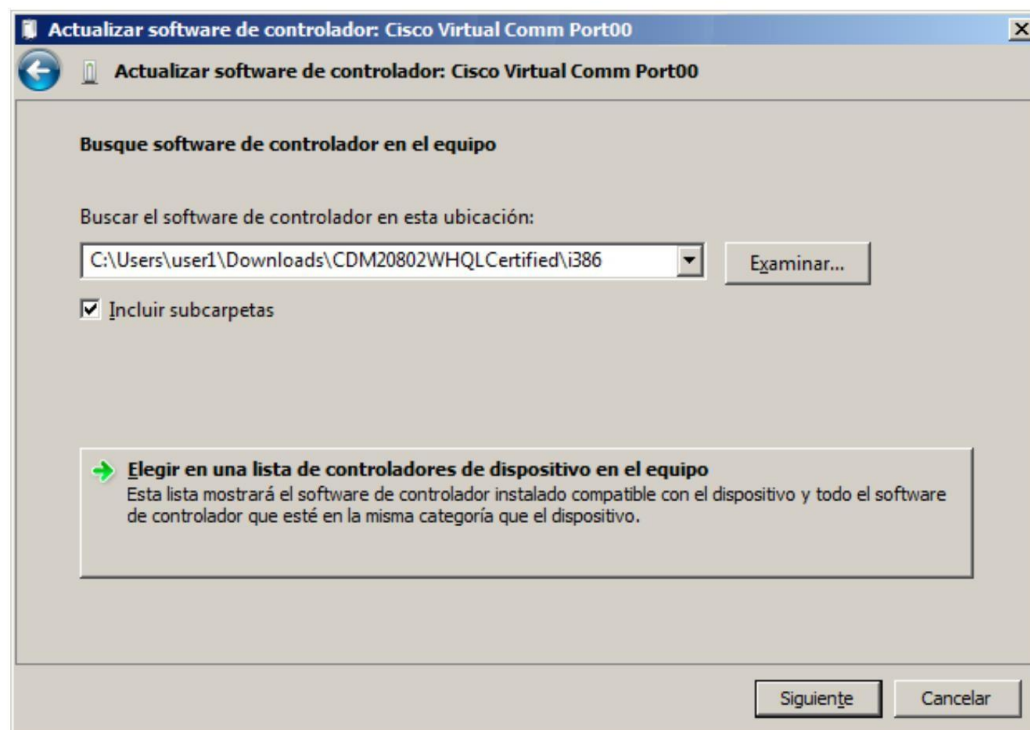 Actualizar software de controlador: Cisco Virtual Comm Port00
Actualizar software de controlador: Cisco Virtual Comm Port00
Busque software de controlador en el equipo
Buscar el software de controlador en esta ubicación:
C:\Users\user1\Downloads\CDM20802WHQLCertified\i386
Examinar...
Incluir subcarpetas
Elegir en una lista de controladores de dispositivo en el equipo
Esta lista mostrará el software de controlador instalado compatible con el dispositivo y todo el software
de controlador que esté en la misma categoría que el dispositivo.
Siguiente
Cancelar